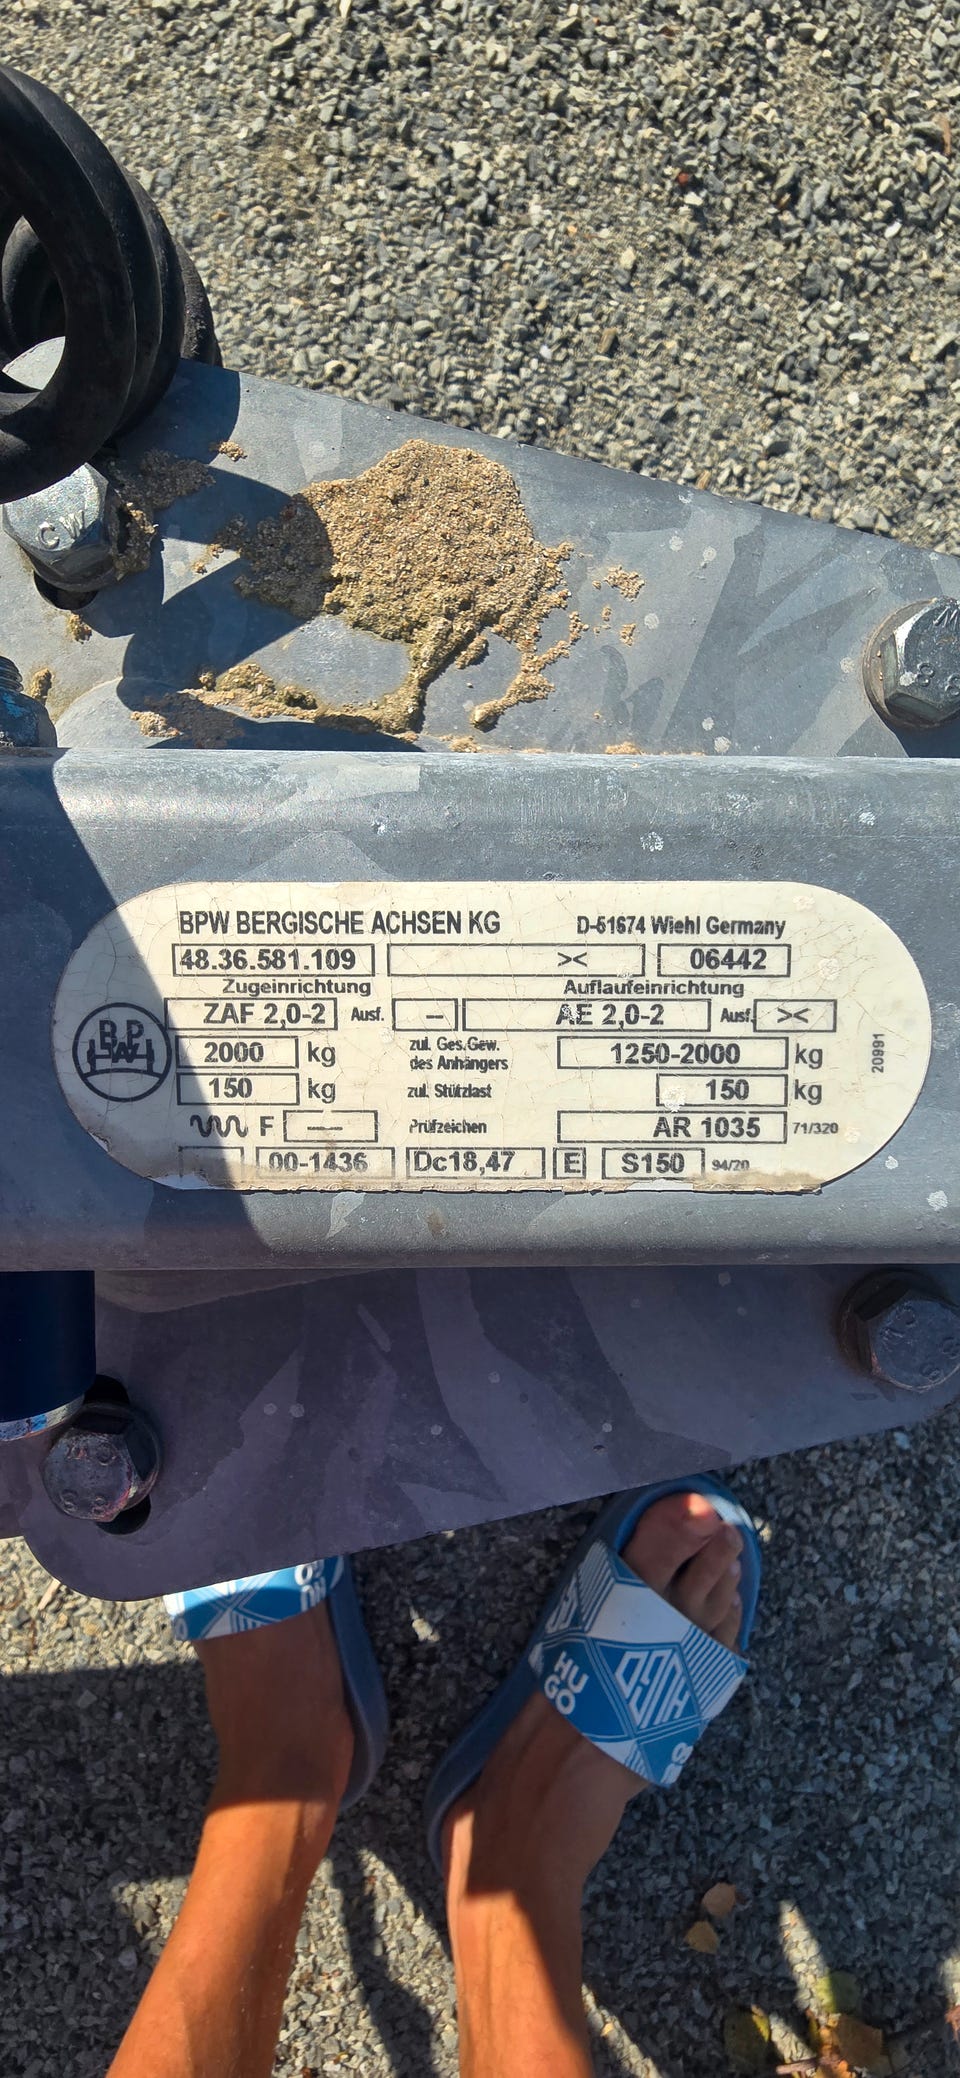 CW
BPW BERGISCHE ACHSEN KG D-51674 Wiehl Germany
48.36.581.109 >< 06442
Zugeinrichtung Auflaufeinrichtung
ZAF 2,0-2 Ausf. – AE 2,0-2 Ausf. ><
2000 kg zul. Ges.Gew. des Anhängers 1250-2000 kg
150 kg zul. Stützlast 150 kg
F — Prüfzeichen AR 1035 71/320
00-1436 Dc18,47 E S150 94/20
BPW
20991
HUGO
HUGO